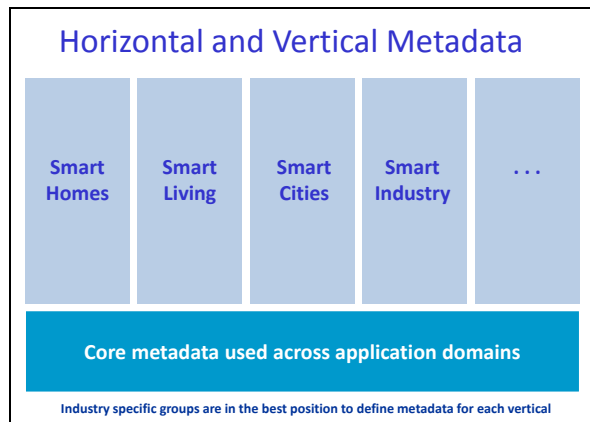 Horizontal and Vertical Metadata
Smart
Homes
Smart
Living
Smart
Cities
Smart
Industry
. . .
Core metadata used across application domains
Industry specific groups are in the best position to define metadata for each vertical